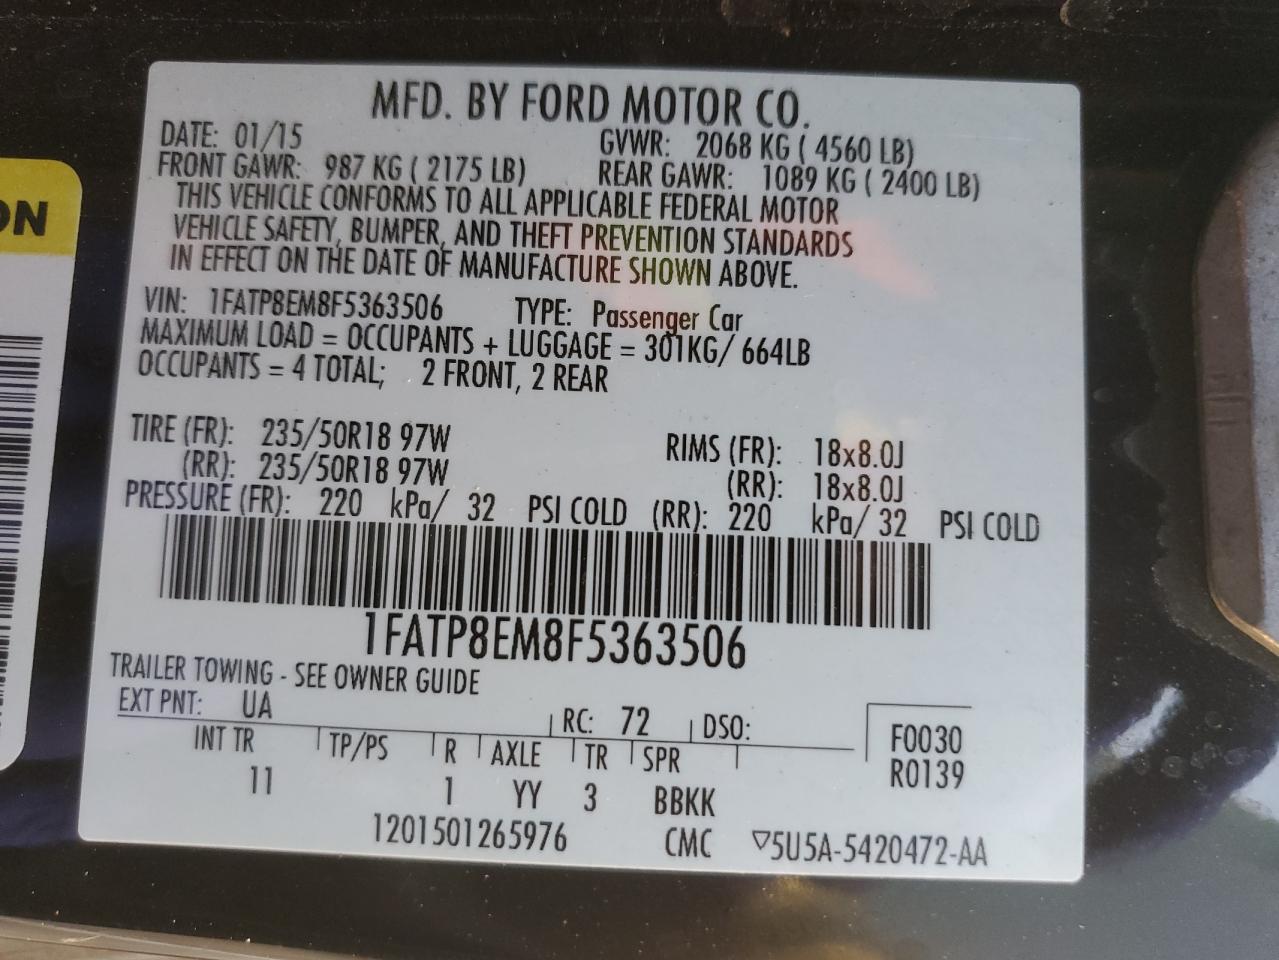 MFD. BY FORD MOTOR CO.
DATE: 01/15 GVWR: 2068 KG ( 4560 LB)
FRONT GAWR: 987 KG ( 2175 LB) REAR GAWR: 1089 KG ( 2400 LB)
THIS VEHICLE CONFORMS TO ALL APPLICABLE FEDERAL MOTOR
VEHICLE SAFETY, BUMPER, AND THEFT PREVENTION STANDARDS
IN EFFECT ON THE DATE OF MANUFACTURE SHOWN ABOVE.
VIN: 1FATP8EM8F5363506 TYPE: Passenger Car
MAXIMUM LOAD = OCCUPANTS + LUGGAGE = 301KG/ 664LB
OCCUPANTS = 4 TOTAL; 2 FRONT, 2 REAR
TIRE (FR): 235/50R18 97W RIMS (FR): 18x8.0J
(RR): 235/50R18 97W (RR): 18x8.0J
PRESSURE (FR): 220 kPa/ 32 PSI COLD (RR): 220 kPa/ 32 PSI COLD
1FATP8EM8F5363506
TRAILER TOWING - SEE OWNER GUIDE
EXT PNT: UA RC: 72 DSO:
INT TR TP/PS R AXLE TR SPR F0030
11 1 YY 3 BBKK R0139
1201501265976 CMC ▽5U5A-5420472-AA
ON